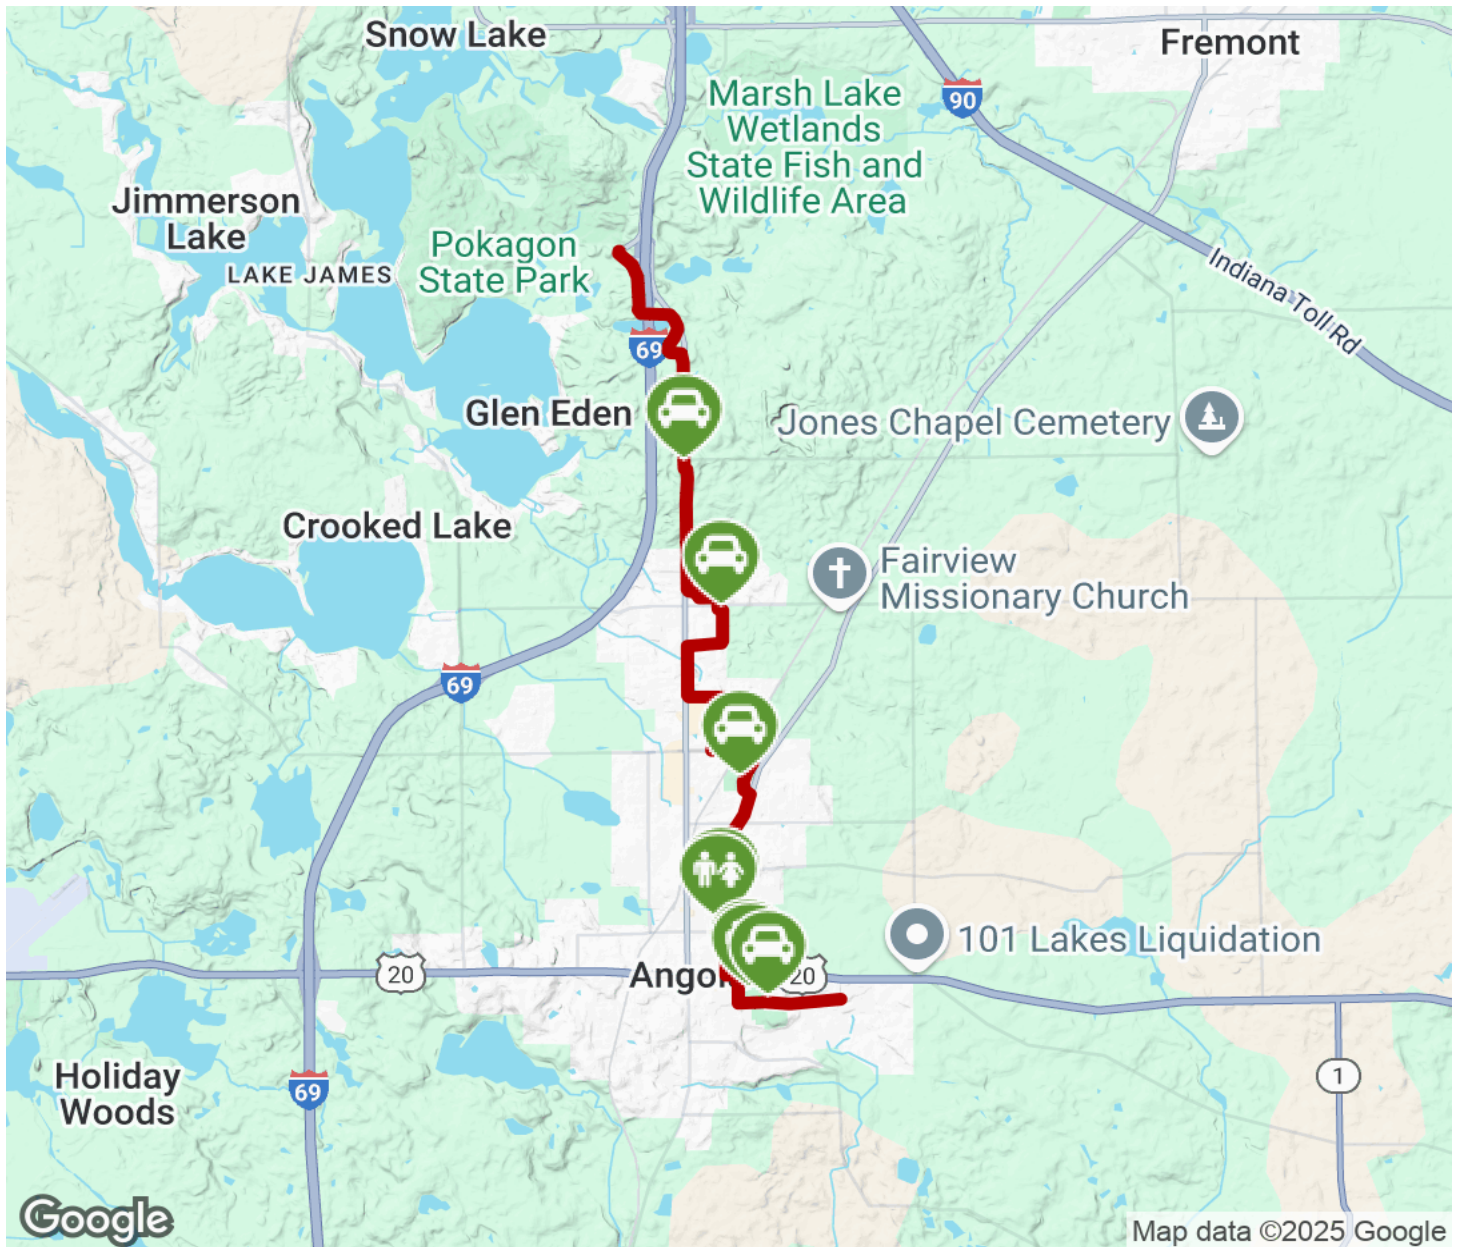 Snow Lake
Fremont
Marsh Lake
Wetlands
State Fish and
Wildlife Area
90
Jimmerson
Lake
Pokagon
State Park
LAKE JAMES
Indiana Toll Rd
69
Glen Eden
Jones Chapel Cemetery
Crooked Lake
Fairview
Missionary Church
69
101 Lakes Liquidation
20
Ango
20
Holiday
Woods
69
1
Google
Map data ©2025 Google